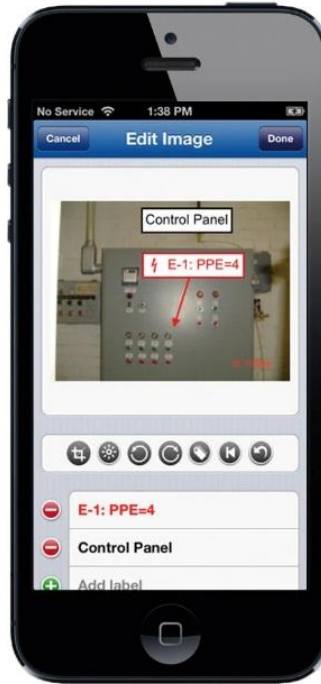 No Service 1:38 PM
Cancel Edit Image Done
Control Panel
E-1: PPE=4
E-1: PPE=4
Control Panel
Add label